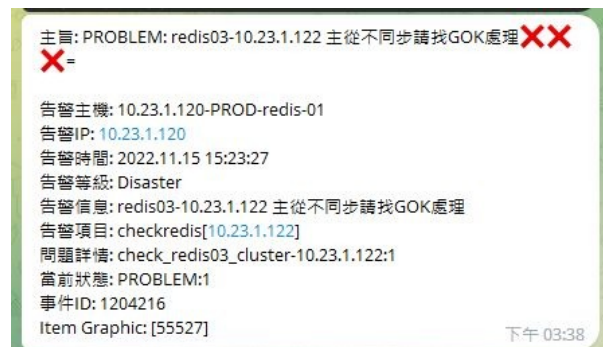 主旨: PROBLEM: redis03-10.23.1.122 主從不同步請找GOK處理❌❌
❌=
告警主機: 10.23.1.120-PROD-redis-01
告警IP: 10.23.1.120
告警時間: 2022.11.15 15:23:27
告警等級: Disaster
告警信息: redis03-10.23.1.122 主從不同步請找GOK處理
告警項目: checkredis[10.23.1.122]
問題詳情: check_redis03_cluster-10.23.1.122:1
當前狀態: PROBLEM:1
事件ID: 1204216
Item Graphic: [55527]
下午 03:38